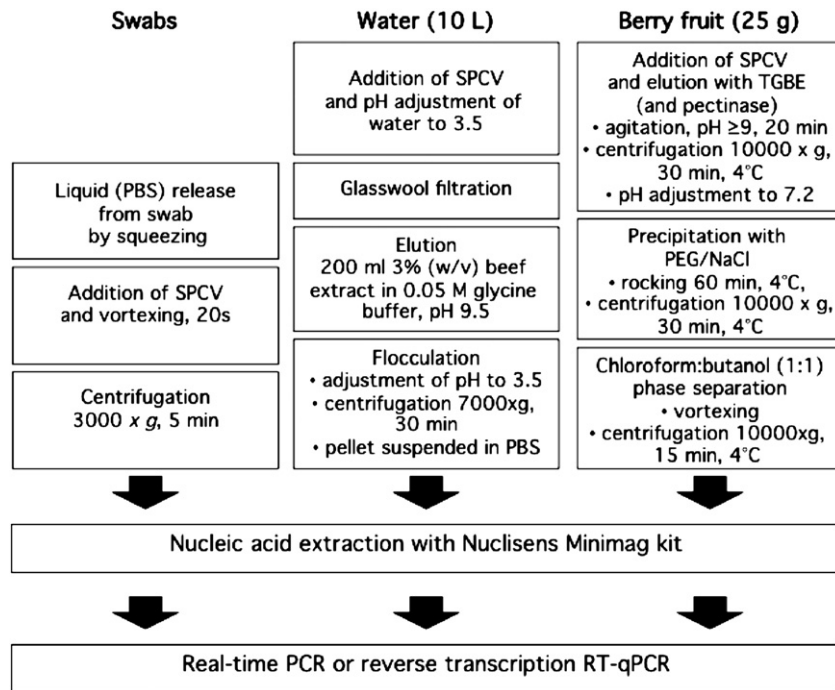 Swabs
Liquid (PBS) release
from swab
by squeezing
Addition of SPCV
and vortexing, 20s
Centrifugation
3000 x g, 5 min
Water (10 L)
Addition of SPCV
and pH adjustment of
water to 3.5
Glasswool filtration
Elution
200 ml 3% (w/v) beef
extract in 0.05 M glycine
buffer, pH 9.5
Flocculation
• adjustment of pH to 3.5
• centrifugation 7000xg,
30 min
• pellet suspended in PBS
Berry fruit (25 g)
Addition of SPCV
and elution with TGBE
(and pectinase)
• agitation, pH ≥9, 20 min
• centrifugation 10000 x g,
30 min, 4°C
• pH adjustment to 7.2
Precipitation with
PEG/NaCl
• rocking 60 min, 4°C,
• centrifugation 10000 x g,
30 min, 4°C
Chloroform:butanol (1:1)
phase separation
• vortexing
• centrifugation 10000xg,
15 min, 4°C
Nucleic acid extraction with Nuclisens Minimag kit
Real-time PCR or reverse transcription RT-qPCR